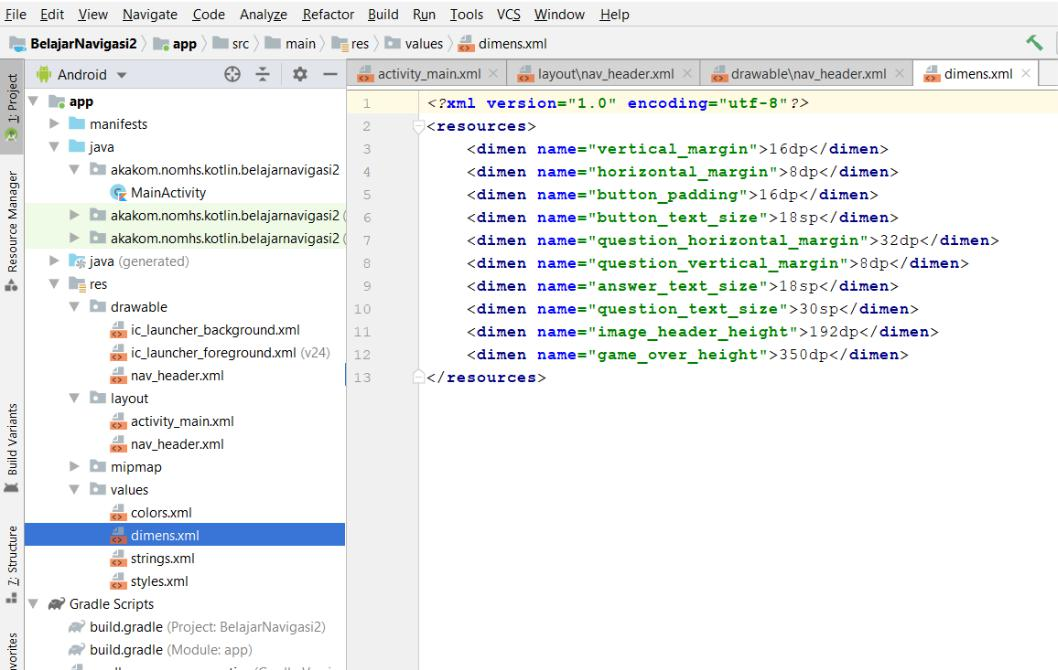 File Edit View Navigate Code Analyze Refactor Build Run Tools VCS Window Help
BelajarNavigasi2 app src main res values dimens.xml
Android
activity_main.xml layout\nav_header.xml drawable\nav_header.xml dimens.xml
1: Project
Resource Manager
Build Variants
7: Structure
vorites
app
manifests
java
akakom.nomhs.kotlin.belajarnavigasi2
MainActivity
akakom.nomhs.kotlin.belajarnavigasi2 (
akakom.nomhs.kotlin.belajarnavigasi2 (
java (generated)
res
drawable
ic_launcher_background.xml
ic_launcher_foreground.xml (v24)
nav_header.xml
layout
activity_main.xml
nav_header.xml
mipmap
values
colors.xml
dimens.xml
strings.xml
styles.xml
Gradle Scripts
build.gradle (Project: BelajarNavigasi2)
build.gradle (Module: app)
1 <?xml version="1.0" encoding="utf-8"?>
2 <resources>
3 <dimen name="vertical_margin">16dp</dimen>
4 <dimen name="horizontal_margin">8dp</dimen>
5 <dimen name="button_padding">16dp</dimen>
6 <dimen name="button_text_size">18sp</dimen>
7 <dimen name="question_horizontal_margin">32dp</dimen>
8 <dimen name="question_vertical_margin">8dp</dimen>
9 <dimen name="answer_text_size">18sp</dimen>
10 <dimen name="question_text_size">30sp</dimen>
11 <dimen name="image_header_height">192dp</dimen>
12 <dimen name="game_over_height">350dp</dimen>
13 </resources>